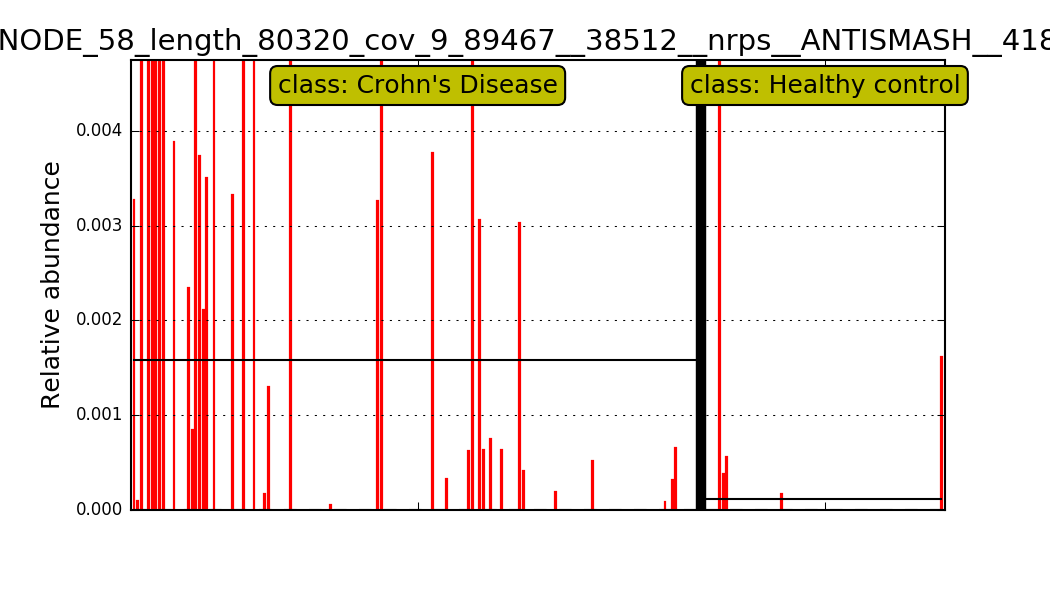 NODE_58_length_80320_cov_9_89467__38512__nrps__ANTISMASH__418
class: Crohn's Disease
class: Healthy control
Relative abundance
0.004
0.003
0.002
0.001
0.000